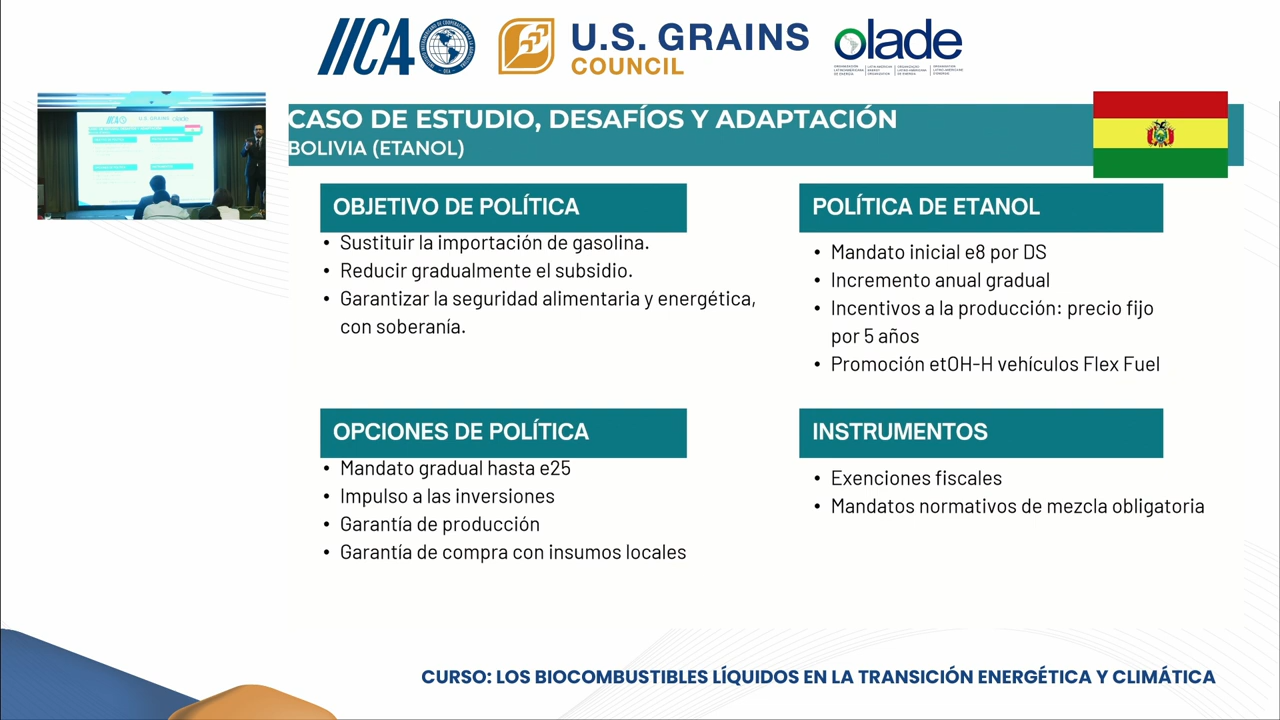 IICA
U.S. GRAINS
COUNCIL
olade
CASO DE ESTUDIO, DESAFÍOS Y ADAPTACIÓN
BOLIVIA (ETANOL)
OBJETIVO DE POLÍTICA
• Sustituir la importación de gasolina.
• Reducir gradualmente el subsidio.
• Garantizar la seguridad alimentaria y energética,
con soberanía.
POLÍTICA DE ETANOL
• Mandato inicial e8 por DS
• Incremento anual gradual
• Incentivos a la producción: precio fijo
por 5 años
• Promoción etOH-H vehículos Flex Fuel
OPCIONES DE POLÍTICA
• Mandato gradual hasta e25
• Impulso a las inversiones
• Garantía de producción
• Garantía de compra con insumos locales
INSTRUMENTOS
• Exenciones fiscales
• Mandatos normativos de mezcla obligatoria
CURSO: LOS BIOCOMBUSTIBLES LÍQUIDOS EN LA TRANSICIÓN ENERGÉTICA Y CLIMÁTICA